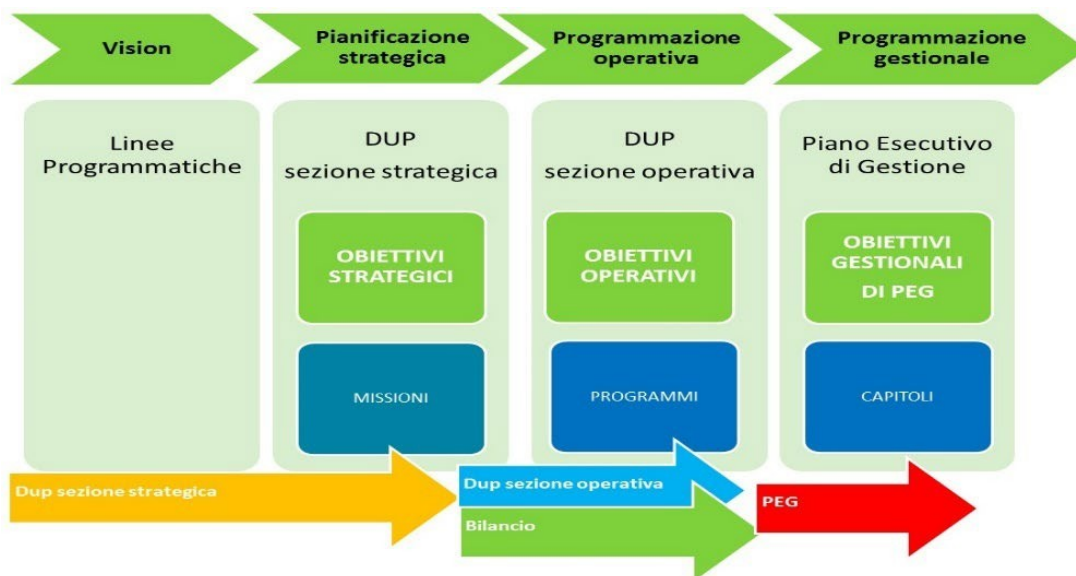 Vision
Pianificazione
strategica
Programmazione
operativa
Programmazione
gestionale
Linee
Programmatiche
DUP
sezione strategica
OBIETTIVI
STRATEGICI
MISSIONI
DUP
sezione operativa
OBIETTIVI
OPERATIVI
PROGRAMMI
Piano Esecutivo
di Gestione
OBIETTIVI
GESTIONALI
DI PEG
CAPITOLI
Dup sezione strategica
Dup sezione operativa
Bilancio
PEG